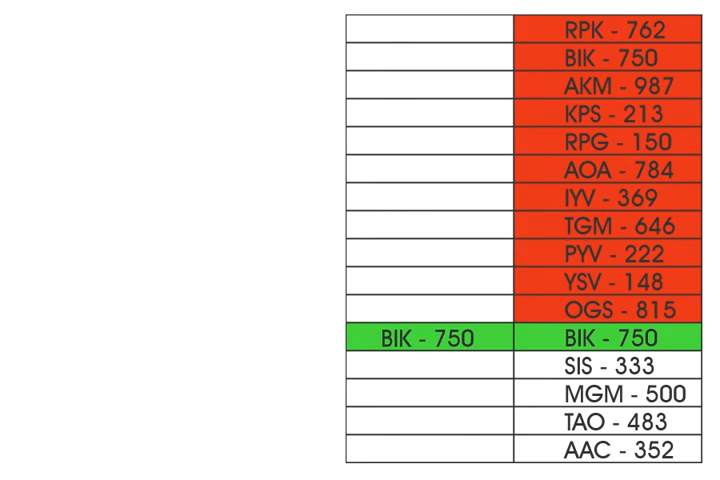 RPK - 762
BIK - 750
AKM - 987
KPS - 213
RPG - 150
AOA - 784
IYV - 369
TGM - 646
PYV - 222
YSV - 148
OGS - 815
BIK - 750 BIK - 750
SIS - 333
MGM - 500
TAO - 483
AAC - 352